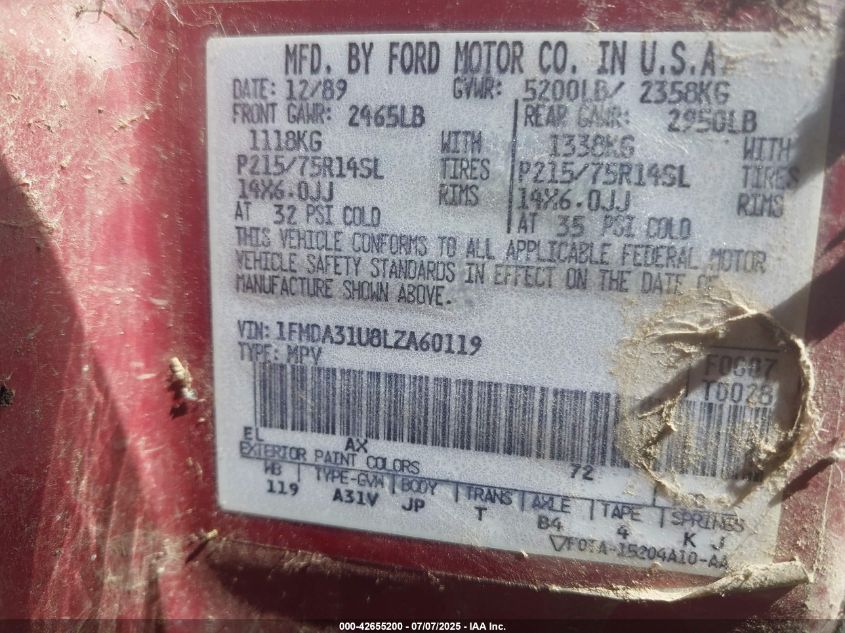 MFD. BY FORD MOTOR CO. IN U.S.A.
DATE: 12/89 GVWR: 5200LB/ 2358KG
FRONT GAWR: 2465LB REAR GAWR: 2950LB
1118KG WITH 1338KG WITH
P215/75R14SL TIRES P215/75R14SL TIRES
14X6.0JJ RIMS 14X6.0JJ RIMS
AT 32 PSI COLD AT 35 PSI COLD
THIS VEHICLE CONFORMS TO ALL APPLICABLE FEDERAL MOTOR
VEHICLE SAFETY STANDARDS IN EFFECT ON THE DATE OF
MANUFACTURE SHOWN ABOVE.
VIN: 1FMDA31U8LZA60119
TYPE: MPV F0607
T0028
EL AX 72
EXTERIOR PAINT COLORS
WB TYPE-GVW BODY TRANS AXLE TAPE SPRINGS
119 A31V JP T B4 4 K J
F0TA-15204A10-AA
000-42655200 - 07/07/2025 - IAA Inc.